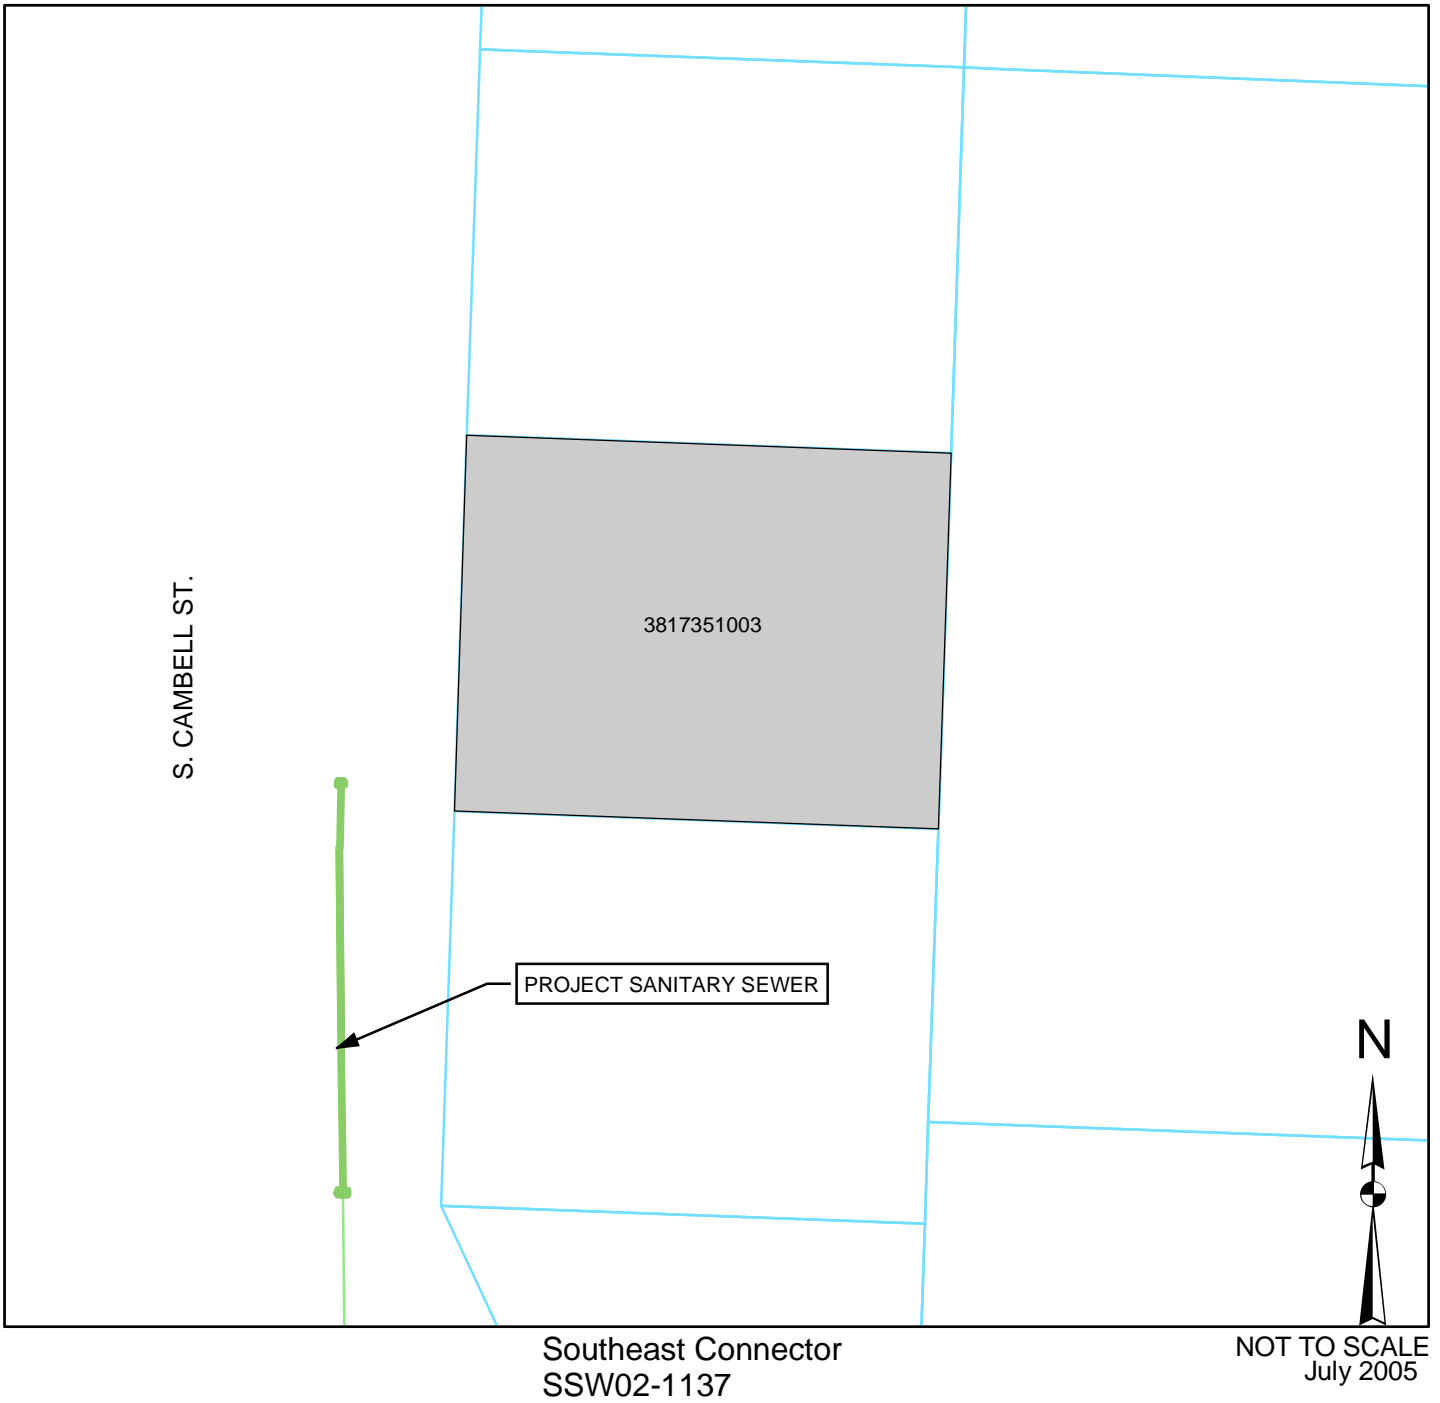 3817351003
S. CAMBELL ST.
PROJECT SANITARY SEWER
N
Southeast Connector
SSW02-1137
NOT TO SCALE
July 2005